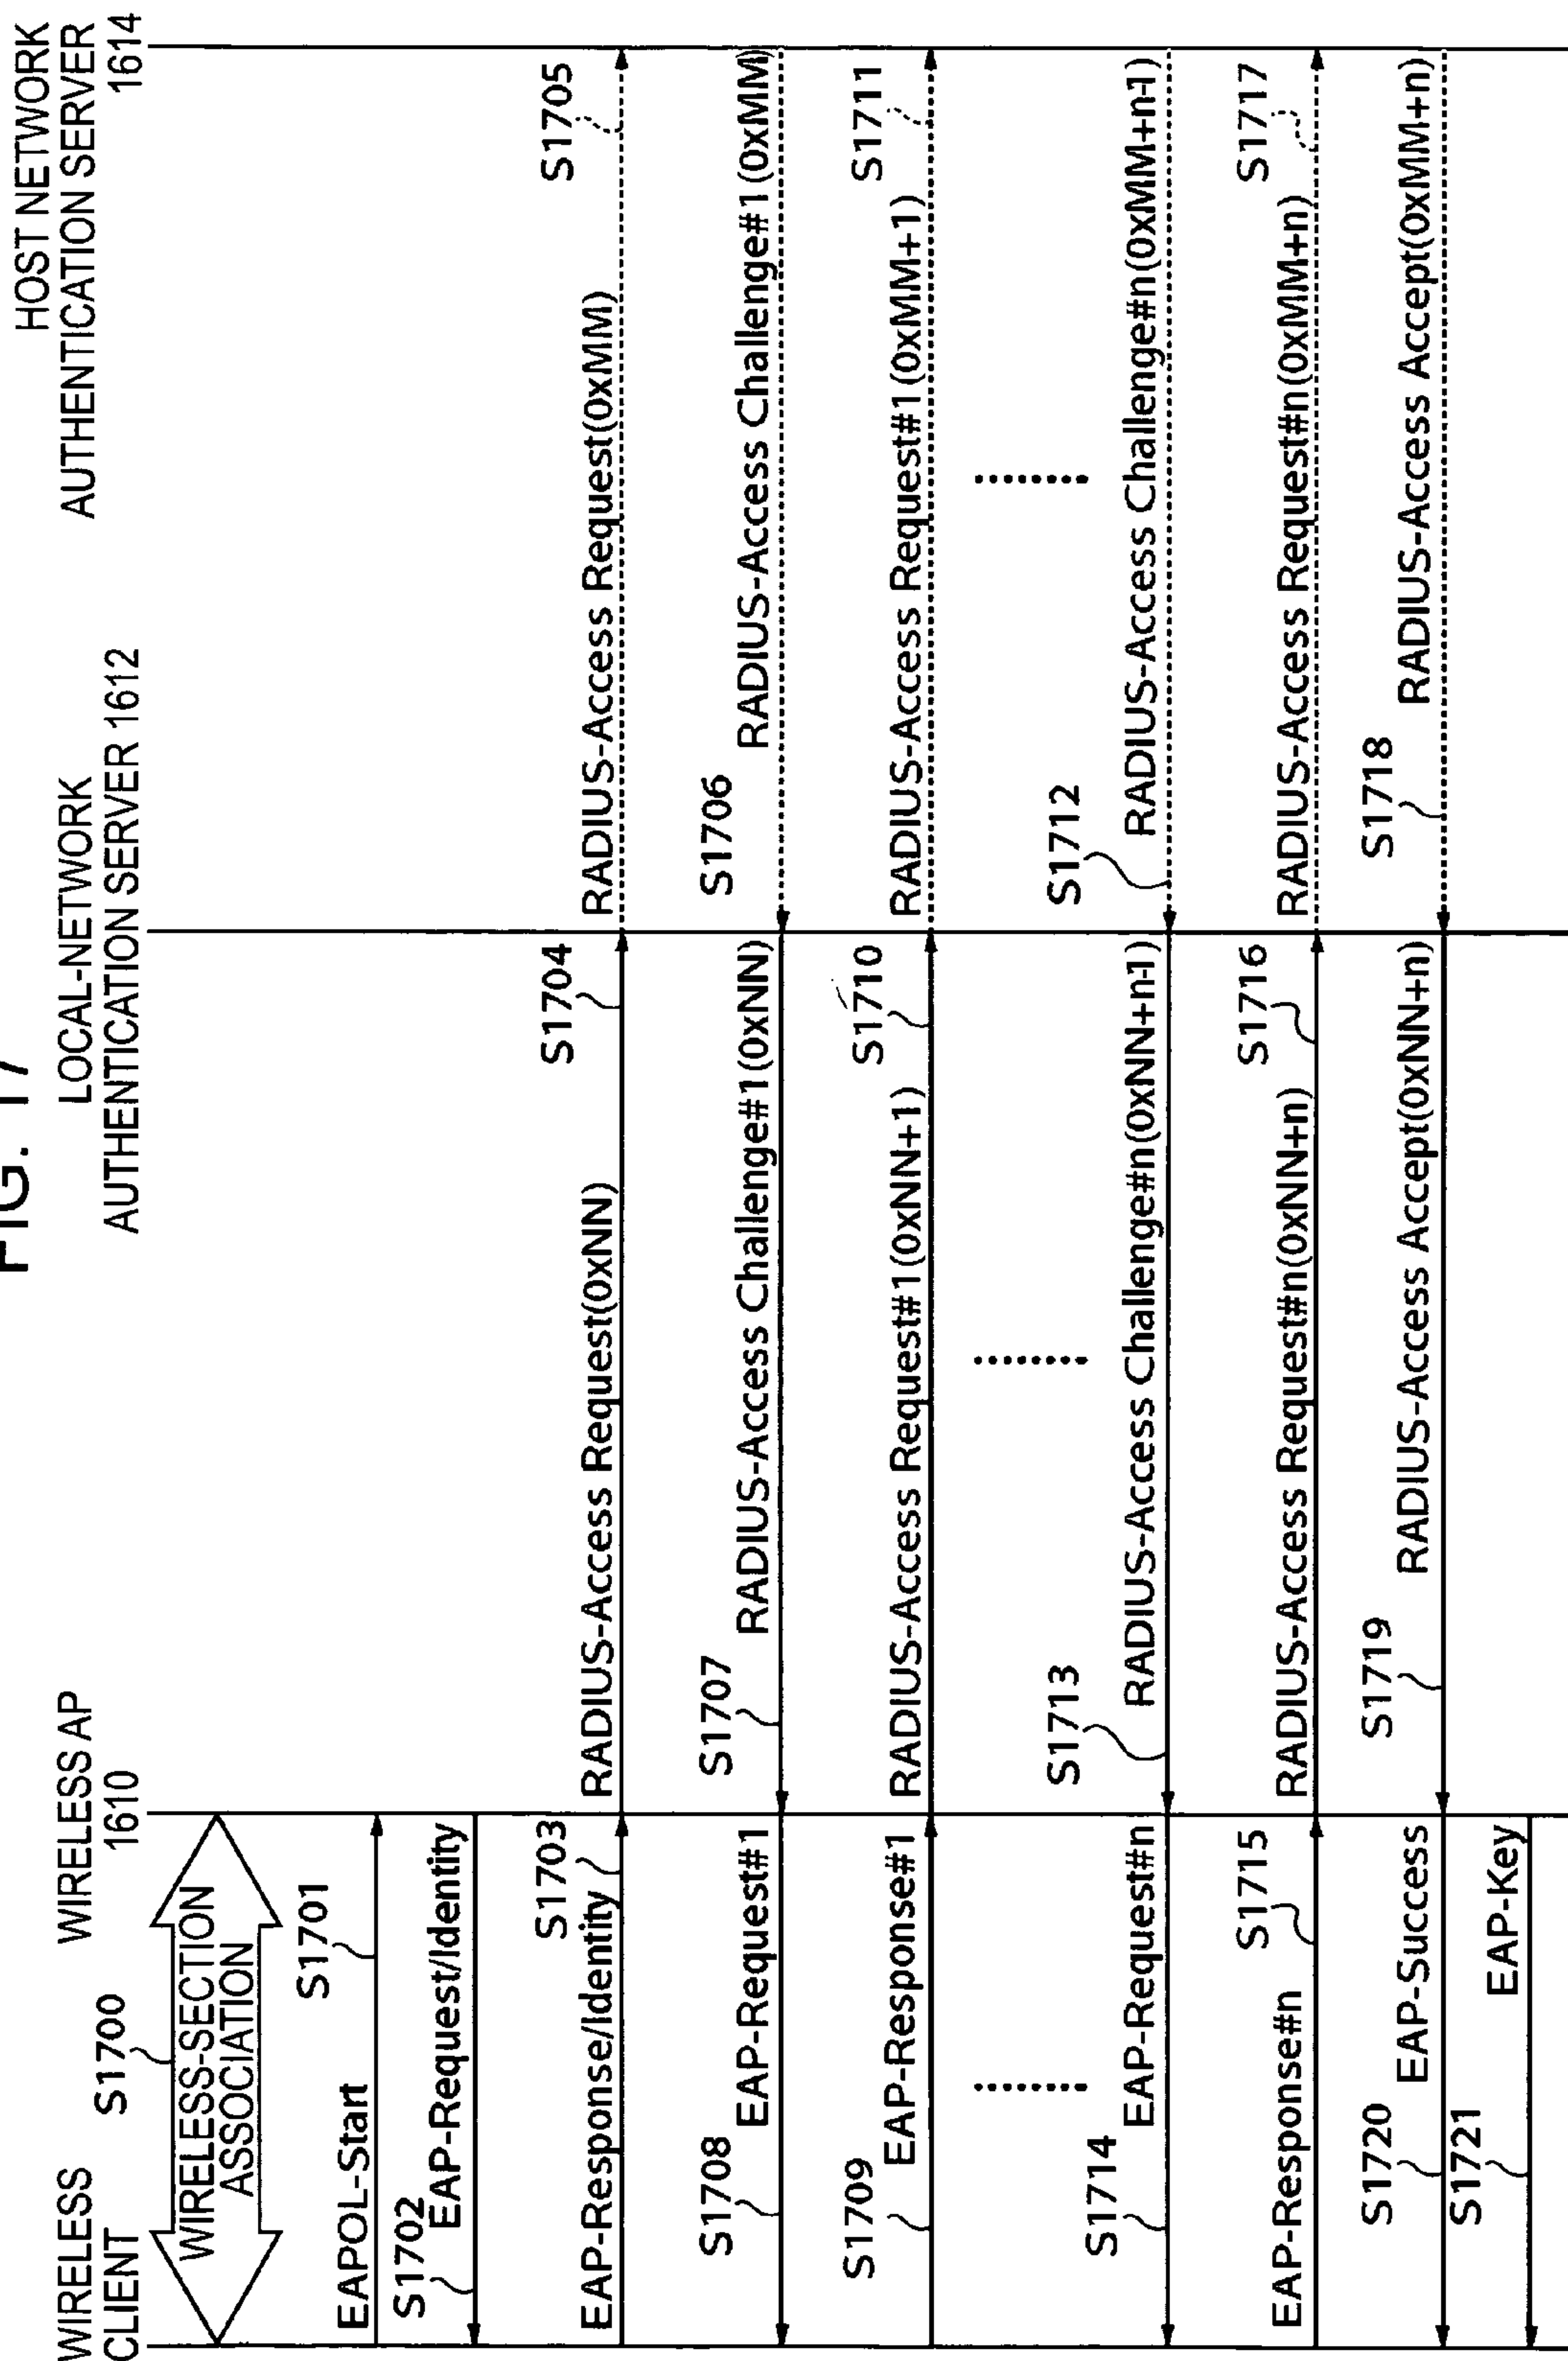 FIG. 17
WIRELESS
CLIENT
WIRELESS AP
1610
LOCAL-NETWORK
AUTHENTICATION SERVER 1612
HOST NETWORK
AUTHENTICATION SERVER
1614
S1700
WIRELESS-SECTION
ASSOCIATION
S1701
EAPOL-Start
S1702
EAP-Request/Identity
S1703
EAP-Response/Identity
S1704
RADIUS-Access Request(0xNN)
S1705
RADIUS-Access Request(0xMM)
S1706
RADIUS-Access Challenge#1(0xMM)
S1707
RADIUS-Access Challenge#1(0xNN)
S1708
EAP-Request#1
S1709
EAP-Response#1
S1710
RADIUS-Access Request#1(0xNN+1)
S1711
RADIUS-Access Request#1(0xMM+1)
S1712
RADIUS-Access Challenge#n(0xMM+n-1)
S1713
RADIUS-Access Challenge#n(0xNN+n-1)
S1714
EAP-Request#n
S1715
EAP-Response#n
S1716
RADIUS-Access Request#n(0xNN+n)
S1717
RADIUS-Access Request#n(0xMM+n)
S1718
RADIUS-Access Accept(0xMM+n)
S1719
RADIUS-Access Accept(0xNN+n)
S1720
EAP-Success
S1721
EAP-Key